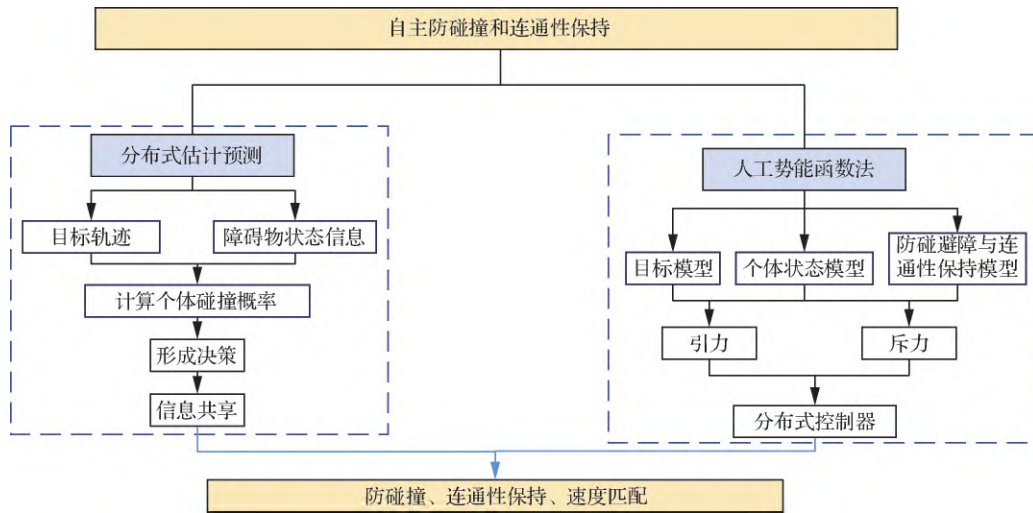 自主防碰撞和连通性保持
分布式估计预测
目标轨迹
障碍物状态信息
计算个体碰撞概率
形成决策
信息共享
人工势能函数法
目标模型
个体状态模型
防碰避障与连
通性保持模型
引力
斥力
分布式控制器
防碰撞、连通性保持、速度匹配